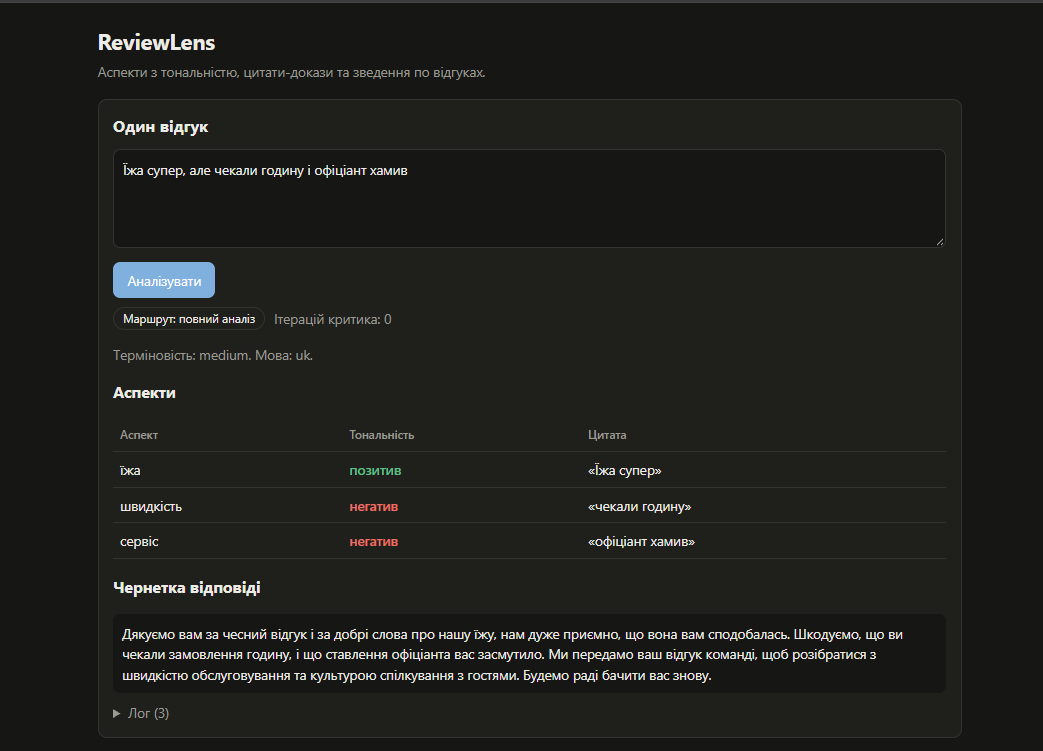 ReviewLens
Аспекти з тональністю, цитати-докази та зведення по відгуках.
Один відгук
Їжа супер, але чекали годину і офіціант хамив
Аналізувати
Маршрут: повний аналіз Ітерацій критика: 0
Терміновість: medium. Мова: uk.
Аспекти
Аспект Тональність Цитата
їжа позитив «Їжа супер»
швидкість негатив «чекали годину»
сервіс негатив «офіціант хамив»
Чернетка відповіді
Дякуємо вам за чесний відгук і за добрі слова про нашу їжу, нам дуже приємно, що вона вам сподобалась. Шкодуємо, що ви
чекали замовлення годину, і що ставлення офіціанта вас засмутило. Ми передамо ваш відгук команді, щоб розібратися з
швидкістю обслуговування та культурою спілкування з гостями. Будемо раді бачити вас знову.
Лог (3)